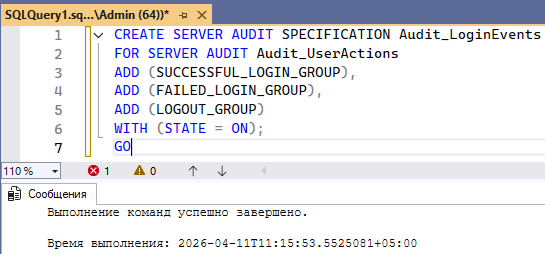 SQLQuery1.sq...\Admin (64))*
1 CREATE SERVER AUDIT SPECIFICATION Audit_LoginEvents
2 FOR SERVER AUDIT Audit_UserActions
3 ADD (SUCCESSFUL_LOGIN_GROUP),
4 ADD (FAILED_LOGIN_GROUP),
5 ADD (LOGOUT_GROUP)
6 WITH (STATE = ON);
7 GO
110 % 1 0
Сообщения
Выполнение команд успешно завершено.
Время выполнения: 2026-04-11T11:15:53.5525081+05:00